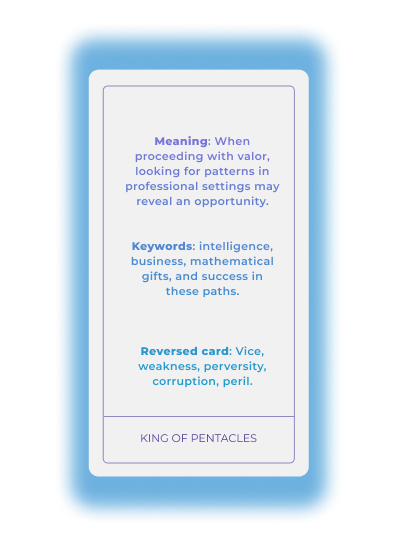 Meaning: When
proceeding with valor,
looking for patterns in
professional settings may
reveal an opportunity.
Keywords: intelligence,
business, mathematical
gifts, and success in
these paths.
Reversed card: Vice,
weakness, perversity,
corruption, peril.
KING OF PENTACLES